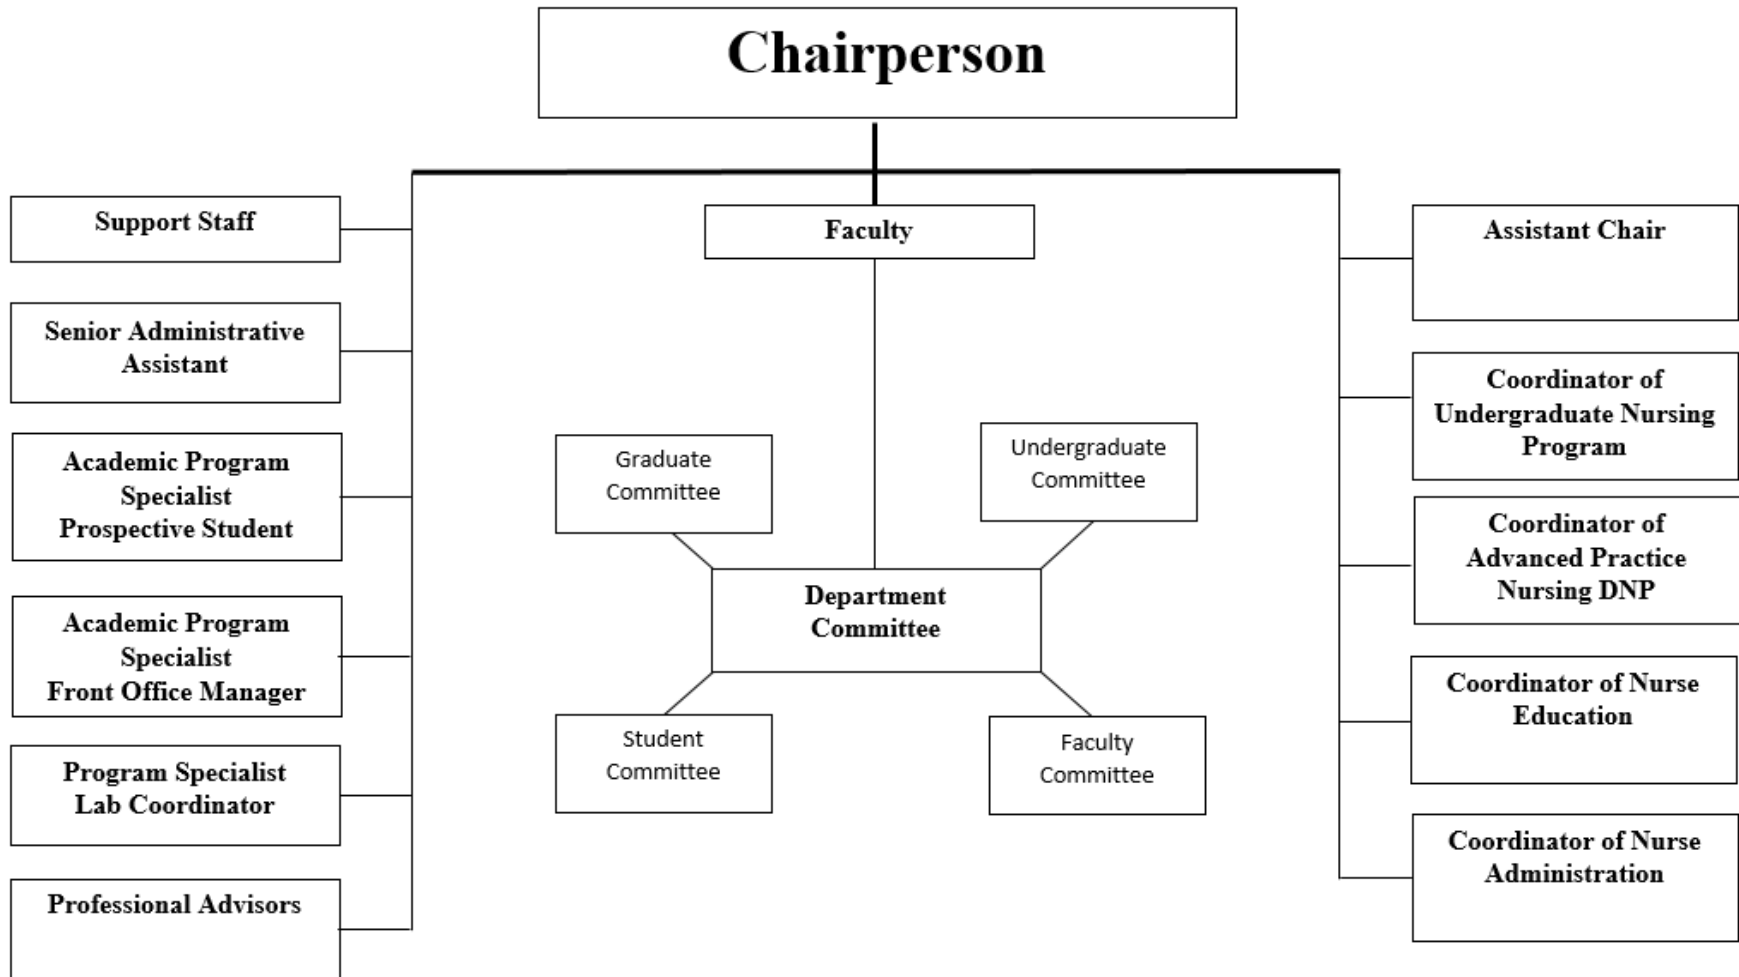 Chairperson
Support Staff
Senior Administrative
Assistant
Academic Program
Specialist
Prospective Student
Academic Program
Specialist
Front Office Manager
Program Specialist
Lab Coordinator
Professional Advisors
Faculty
Graduate
Committee
Undergraduate
Committee
Department
Committee
Student
Committee
Faculty
Committee
Assistant Chair
Coordinator of
Undergraduate Nursing
Program
Coordinator of
Advanced Practice
Nursing DNP
Coordinator of Nurse
Education
Coordinator of Nurse
Administration